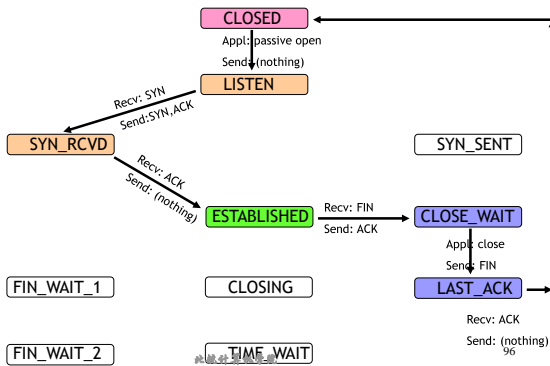 CLOSED
Appl: passive open
Send: (nothing)
LISTEN
Recv: SYN
Send:SYN,ACK
SYN_RCVD
SYN_SENT
Recv: ACK
Send: (nothing)
ESTABLISHED
Recv: FIN
Send: ACK
CLOSE_WAIT
Appl: close
Send: FIN
FIN_WAIT_1
CLOSING
LAST_ACK
Recv: ACK
Send: (nothing)
96
FIN_WAIT_2
TIME_WAIT